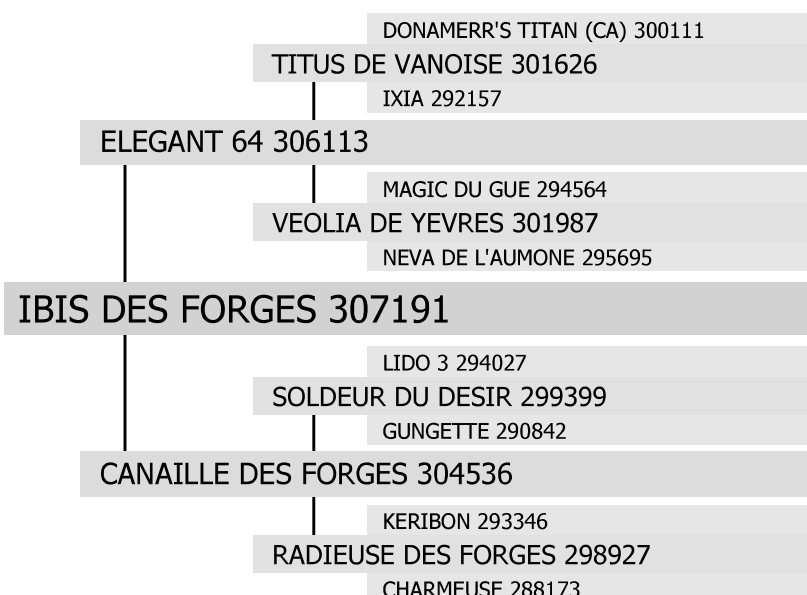 DONAMERR'S TITAN (CA) 300111
TITUS DE VANOISE 301626
IXIA 292157
ELEGANT 64 306113
MAGIC DU GUE 294564
VEOLIA DE YEVRES 301987
NEVA DE L'AUMONE 295695
IBIS DES FORGES 307191
LIDO 3 294027
SOLDEUR DU DESIR 299399
GUNGETTE 290842
CANAILLE DES FORGES 304536
KERIBON 293346
RADIEUSE DES FORGES 298927
CHARMEUSE 288173